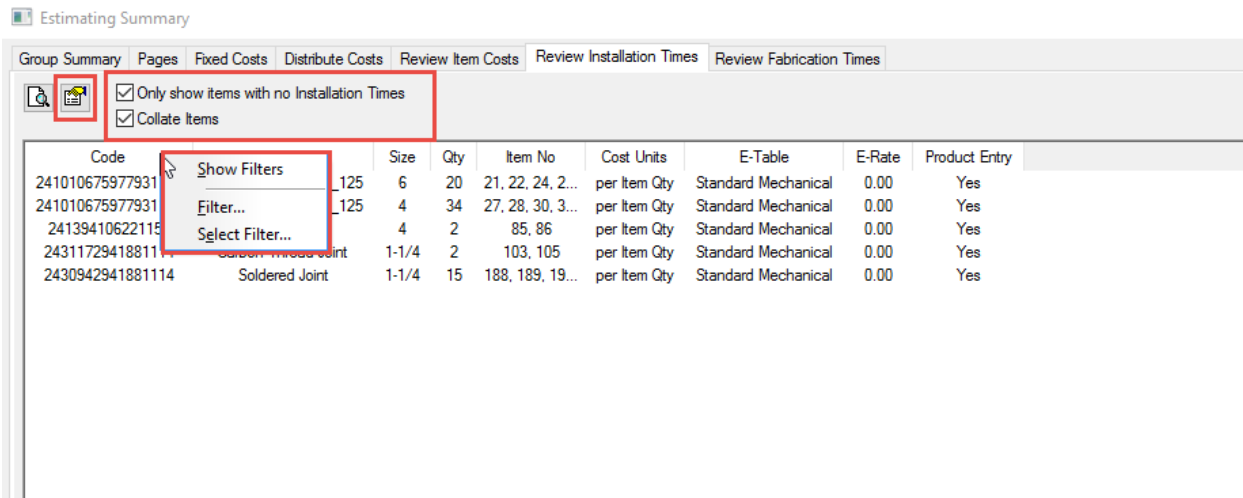 Estimating Summary
Group Summary Pages Fixed Costs Distribute Costs Review Item Costs Review Installation Times Review Fabrication Times
Only show items with no Installation Times
Collate Items
Code Size Qty Item No Cost Units E-Table E-Rate Product Entry
Show Filters
Filter...
Select Filter...
241010675977931 _125 6 20 21, 22, 24, 2... per Item Qty Standard Mechanical 0.00 Yes
241010675977931 _125 4 34 27, 28, 30, 3... per Item Qty Standard Mechanical 0.00 Yes
24139410622115 4 2 85, 86 per Item Qty Standard Mechanical 0.00 Yes
Joint 1-1/4 2 103, 105 per Item Qty Standard Mechanical 0.00 Yes
2430942941881114 Soldered Joint 1-1/4 15 188, 189, 19... per Item Qty Standard Mechanical 0.00 Yes